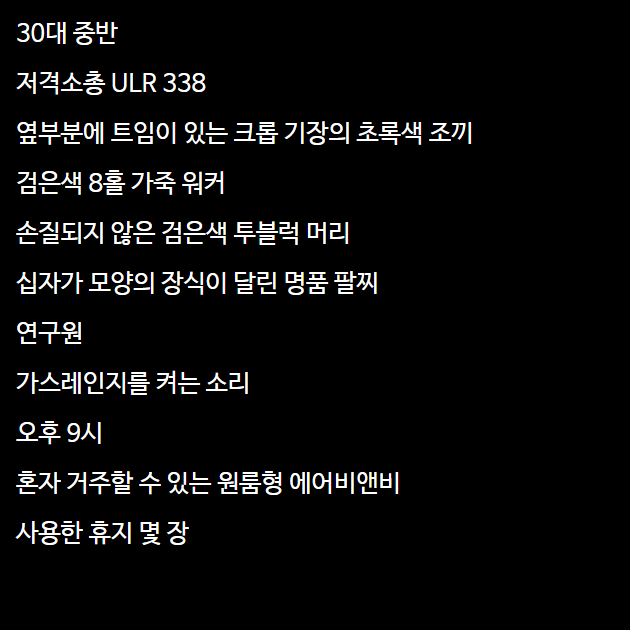 30대 중반
저격소총 ULR 338
옆부분에 트임이 있는 크롭 기장의 초록색 조끼
검은색 8홀 가죽 워커
손질되지 않은 검은색 투블럭 머리
십자가 모양의 장식이 달린 명품 팔찌
연구원
가스레인지를 켜는 소리
오후 9시
혼자 거주할 수 있는 원룸형 에어비앤비
사용한 휴지 몇 장